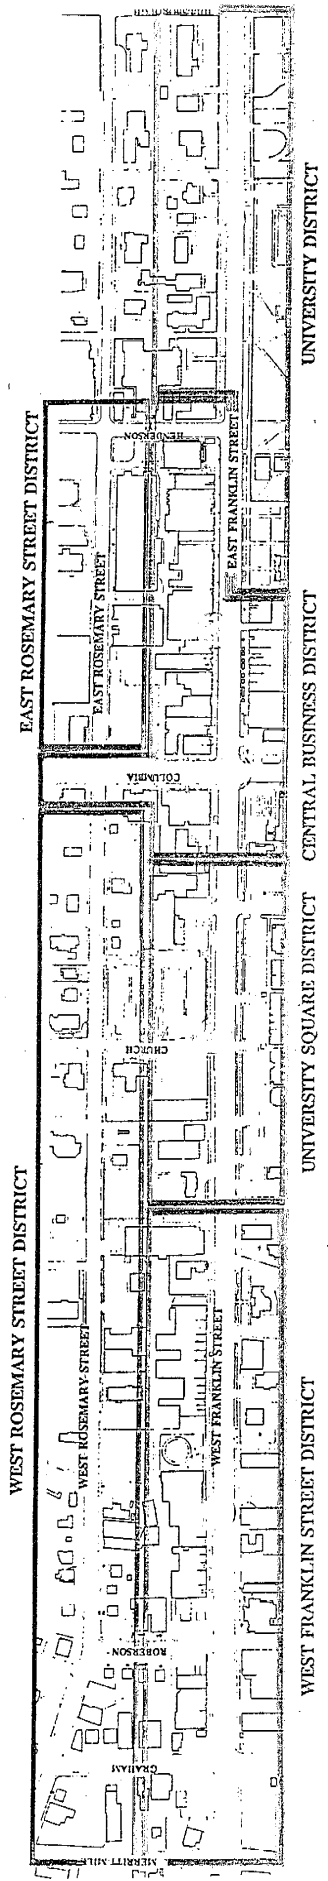 WEST ROSEMARY STREET DISTRICT
EAST ROSEMARY STREET DISTRICT
WEST ROSEMARY STREET
EAST ROSEMARY STREET
MERRITT MILL
GRAHAM
ROBERSON
CHURCH
COLUMBIA
HENDERSON
HILLSBOROUGH
WEST FRANKLIN STREET
EAST FRANKLIN STREET
WEST FRANKLIN STREET DISTRICT
UNIVERSITY SQUARE DISTRICT
CENTRAL BUSINESS DISTRICT
UNIVERSITY DISTRICT